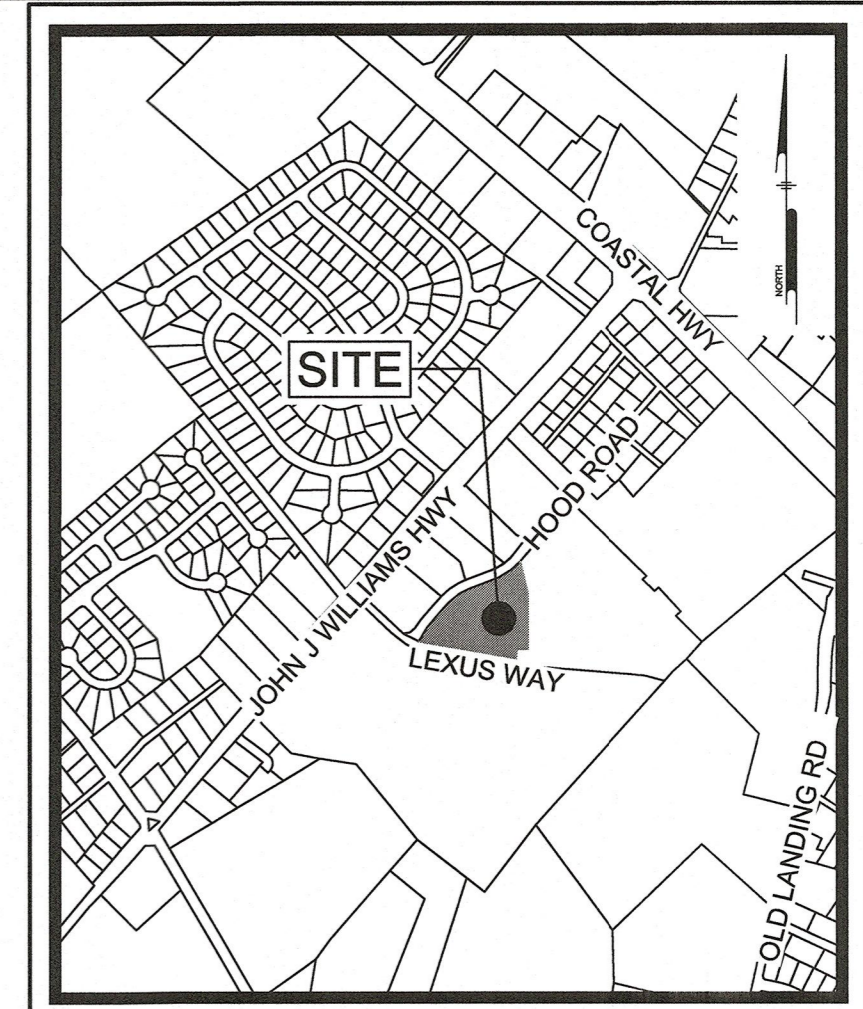 COASTAL HWY
NORTH
SITE
HOOD ROAD
JOHN J WILLIAMS HWY
LEXUS WAY
OLD LANDING RD